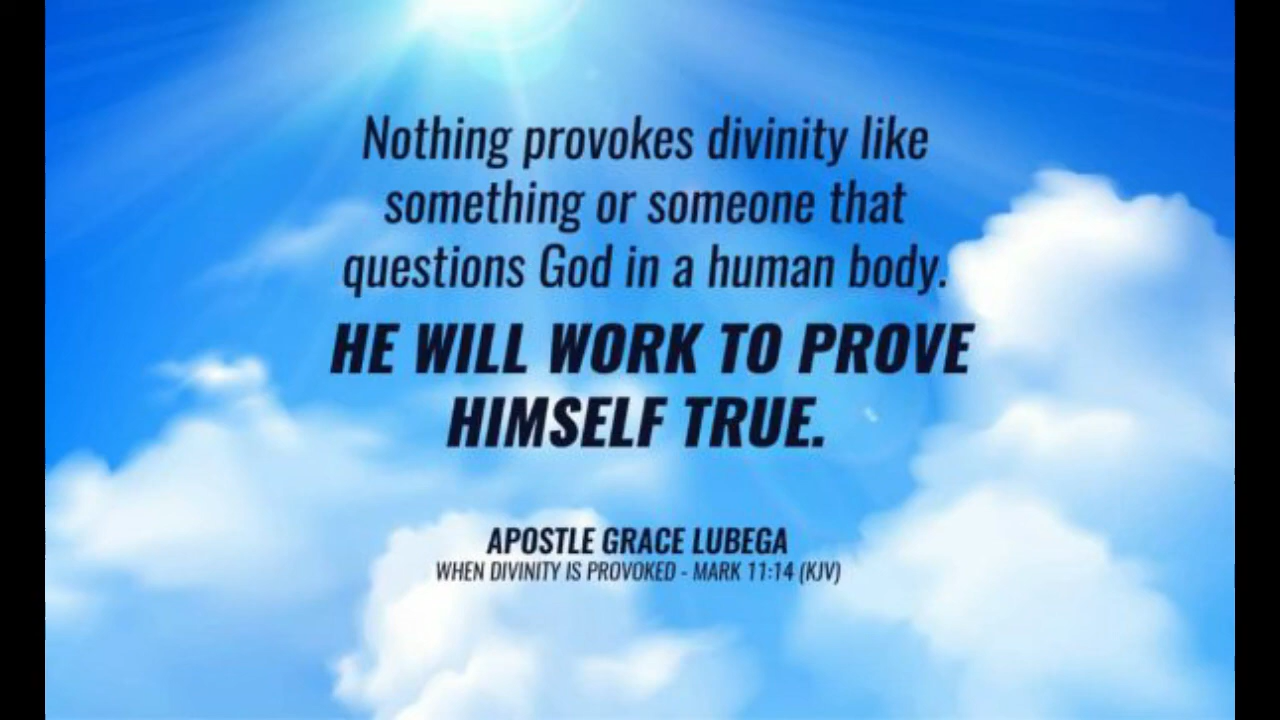 Nothing provokes divinity like
something or someone that
questions God in a human body.
HE WILL WORK TO PROVE
HIMSELF TRUE.
APOSTLE GRACE LUBEGA
WHEN DIVINITY IS PROVOKED - MARK 11:14 (KJV)